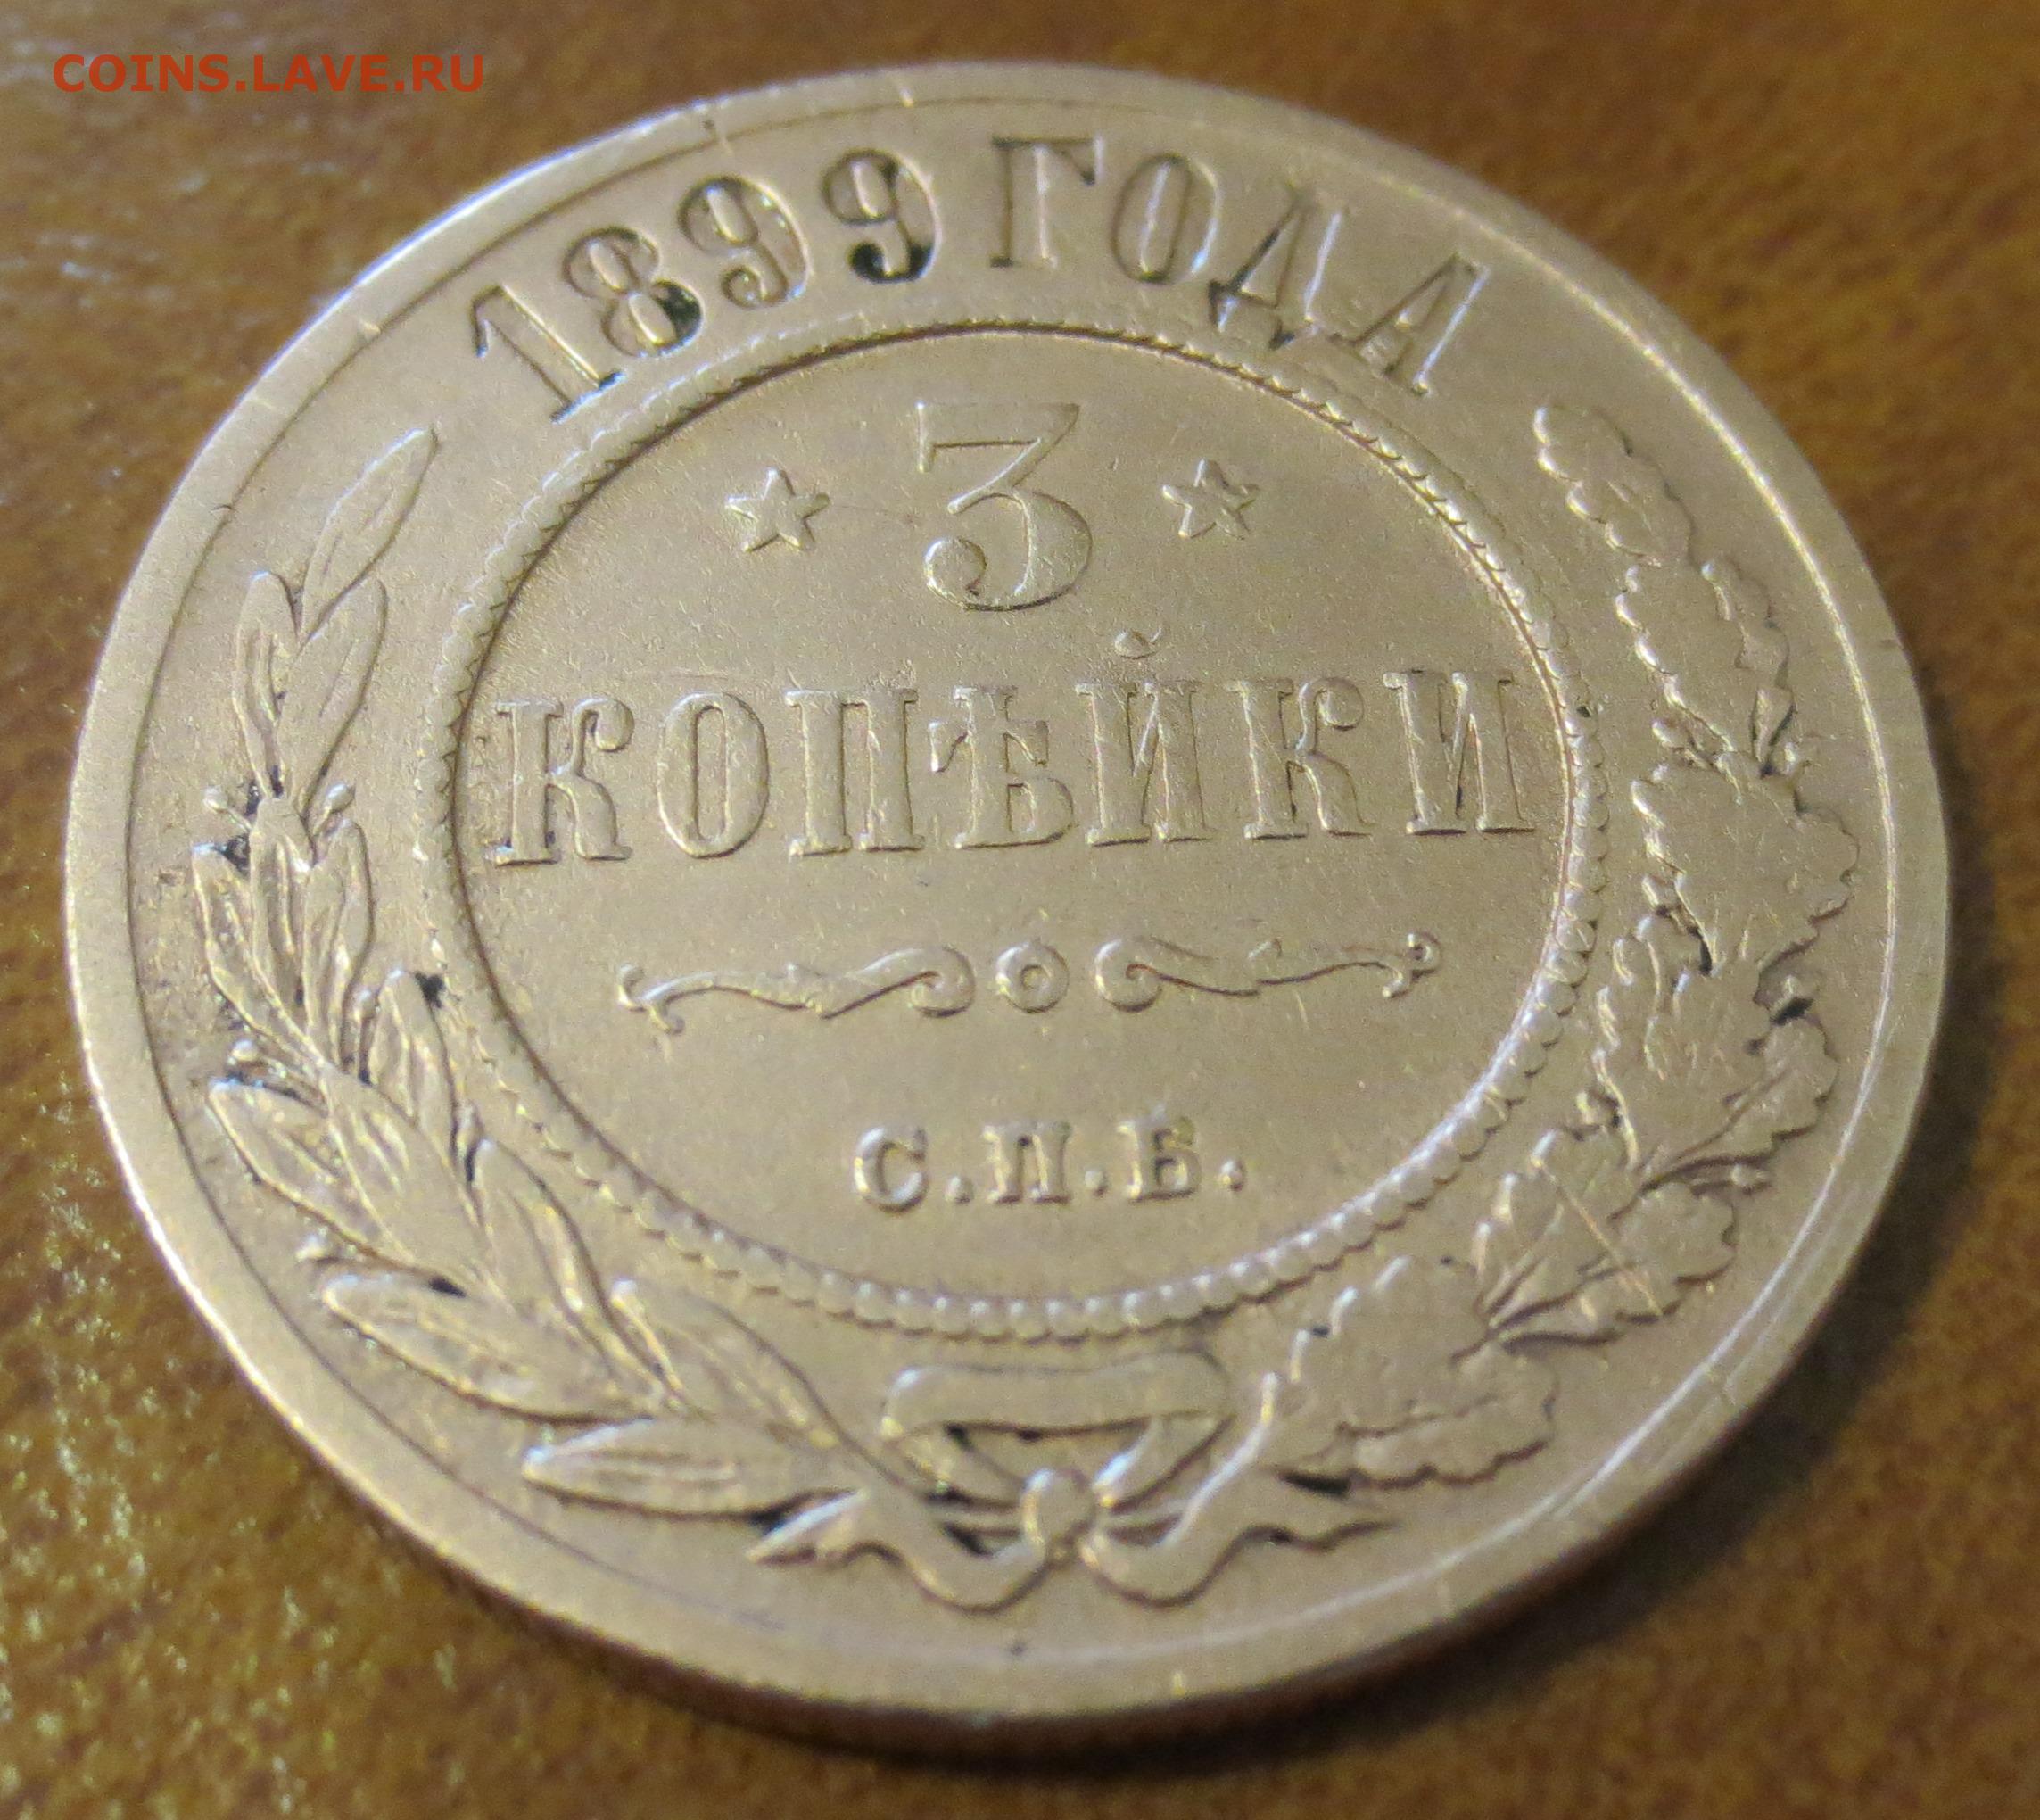 COINS.LAVE.RU
1899 ГОДА
3
КОПѢЙКИ
С.П.Б.